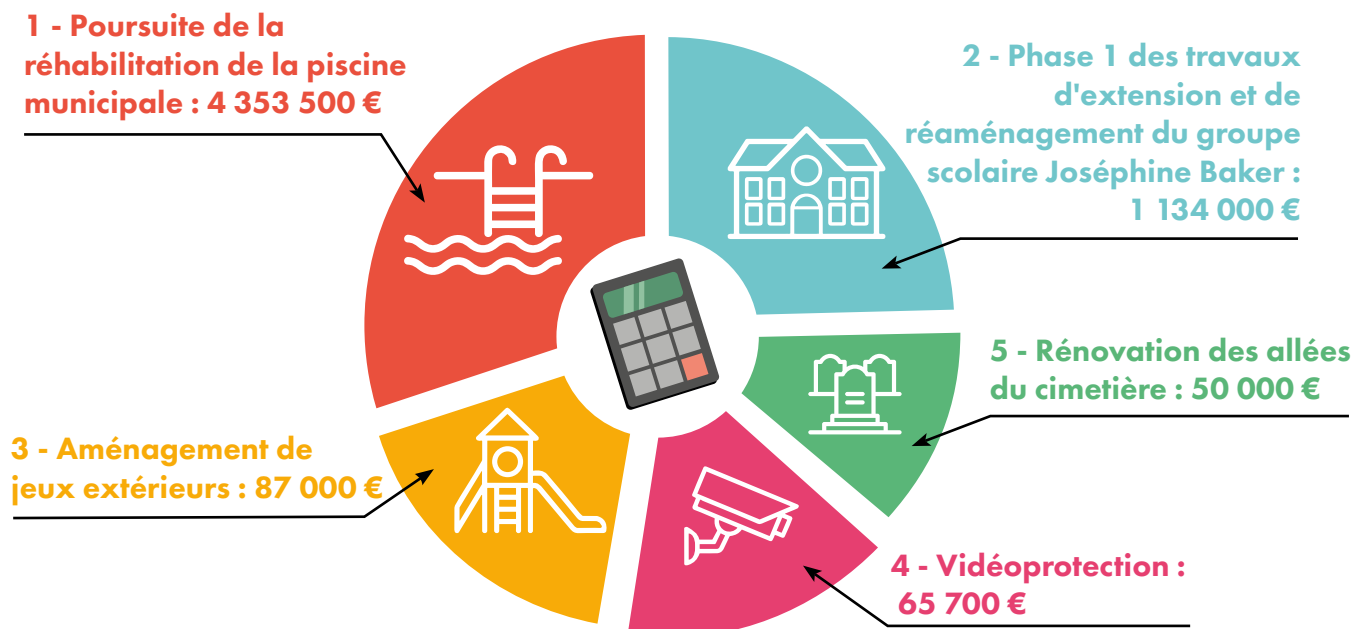 1 - Poursuite de la
réhabilitation de la piscine
municipale : 4 353 500 €
2 - Phase 1 des travaux
d'extension et de
réaménagement du groupe
scolaire Joséphine Baker :
1 134 000 €
3 - Aménagement de
jeux extérieurs : 87 000 €
4 - Vidéoprotection :
65 700 €
5 - Rénovation des allées
du cimetière : 50 000 €